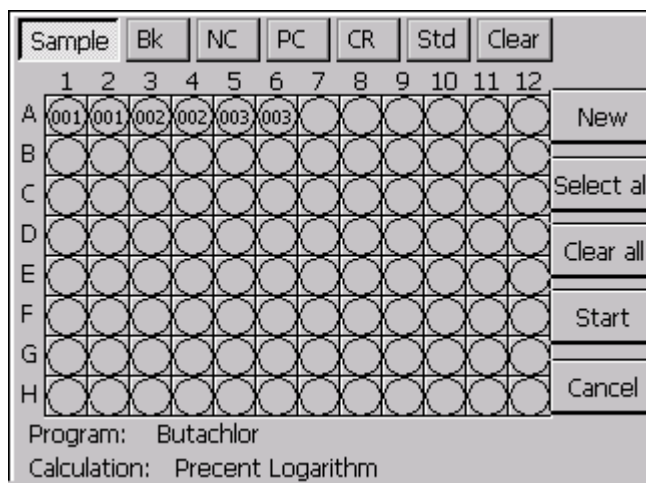 Sample Bk NC PC CR Std Clear
1 2 3 4 5 6 7 8 9 10 11 12
A 001 001 002 002 003 003 New
B
C Select al
D
E Clear all
F Start
G
H Cancel
Program: Butachlor
Calculation: Precent Logarithm